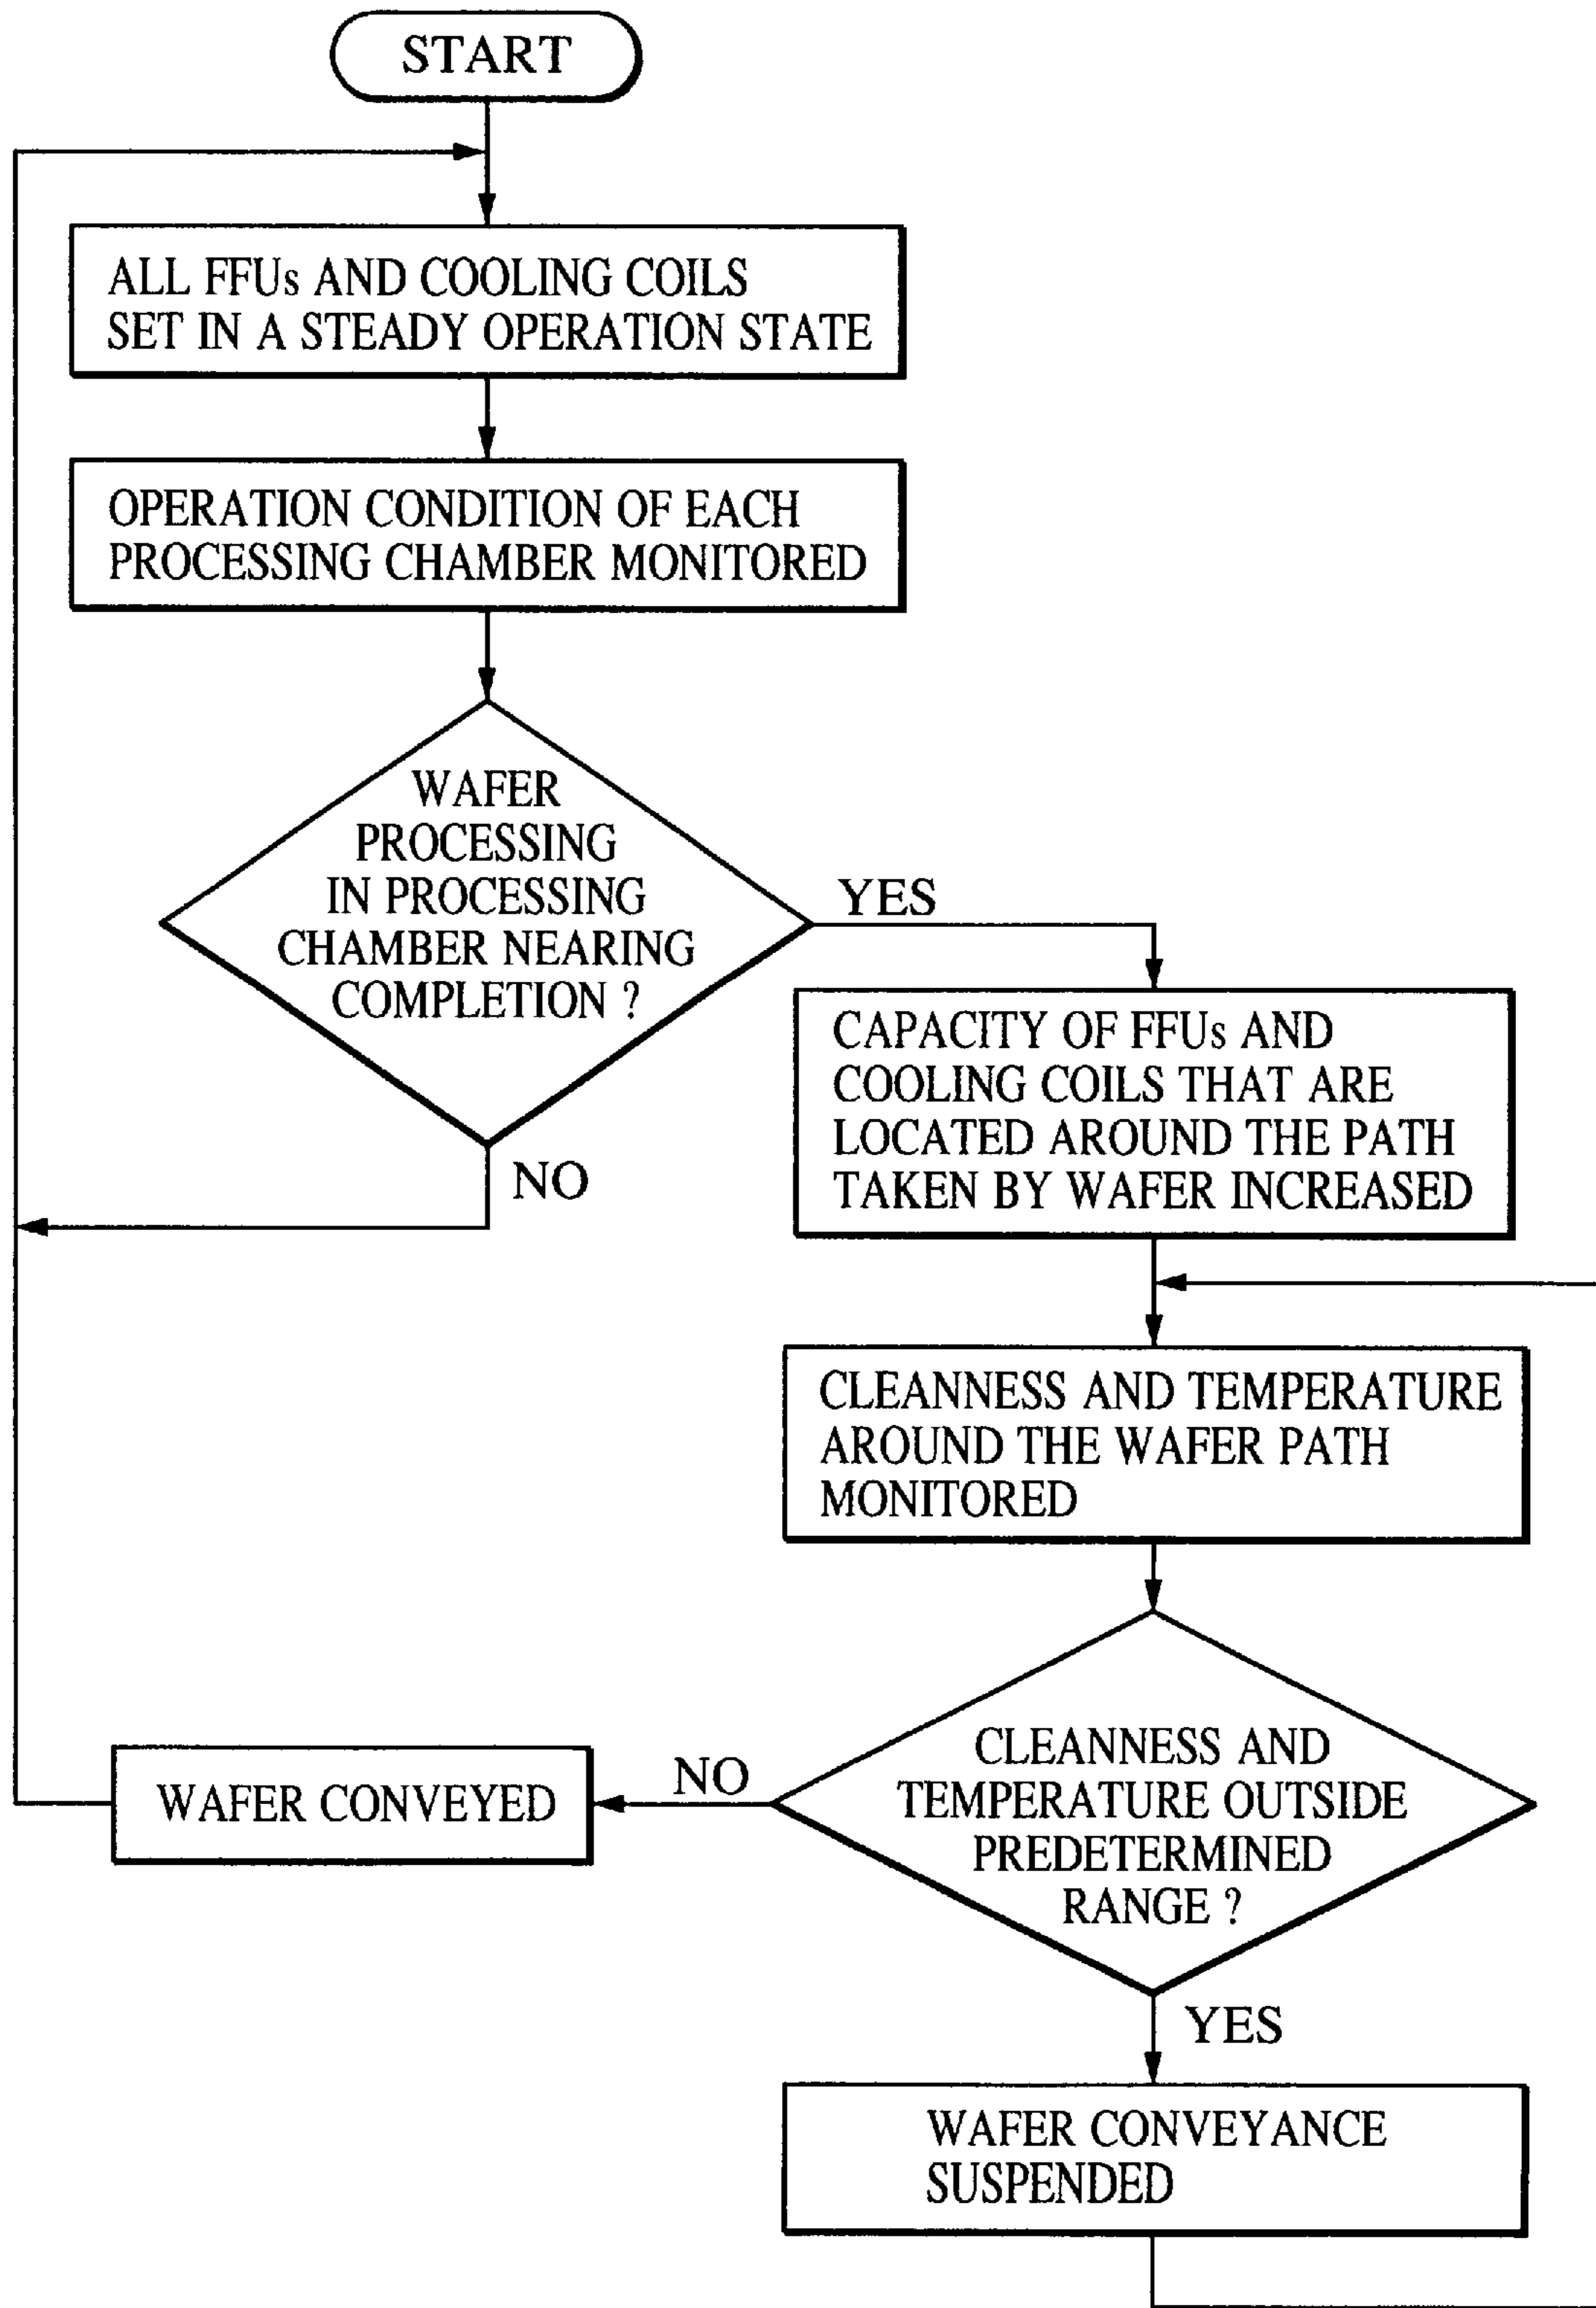 START
ALL FFUs AND COOLING COILS
SET IN A STEADY OPERATION STATE
OPERATION CONDITION OF EACH
PROCESSING CHAMBER MONITORED
WAFER
PROCESSING
IN PROCESSING
CHAMBER NEARING
COMPLETION ?
YES
NO
CAPACITY OF FFUs AND
COOLING COILS THAT ARE
LOCATED AROUND THE PATH
TAKEN BY WAFER INCREASED
CLEANNESS AND TEMPERATURE
AROUND THE WAFER PATH
MONITORED
CLEANNESS AND
TEMPERATURE OUTSIDE
PREDETERMINED
RANGE ?
NO
WAFER CONVEYED
YES
WAFER CONVEYANCE
SUSPENDED